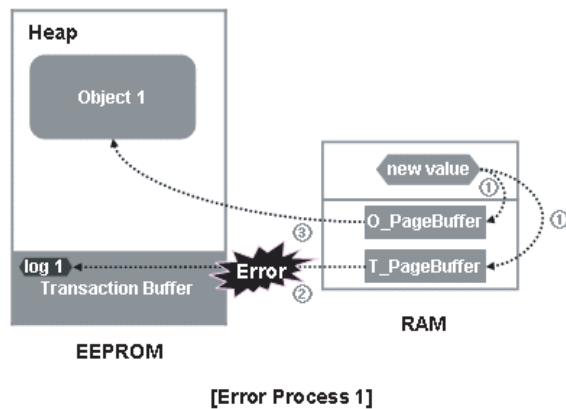 Heap
Object 1
new value
①
①
③
O_PageBuffer
log 1
Error
T_PageBuffer
②
Transaction Buffer
RAM
EEPROM
[Error Process 1]